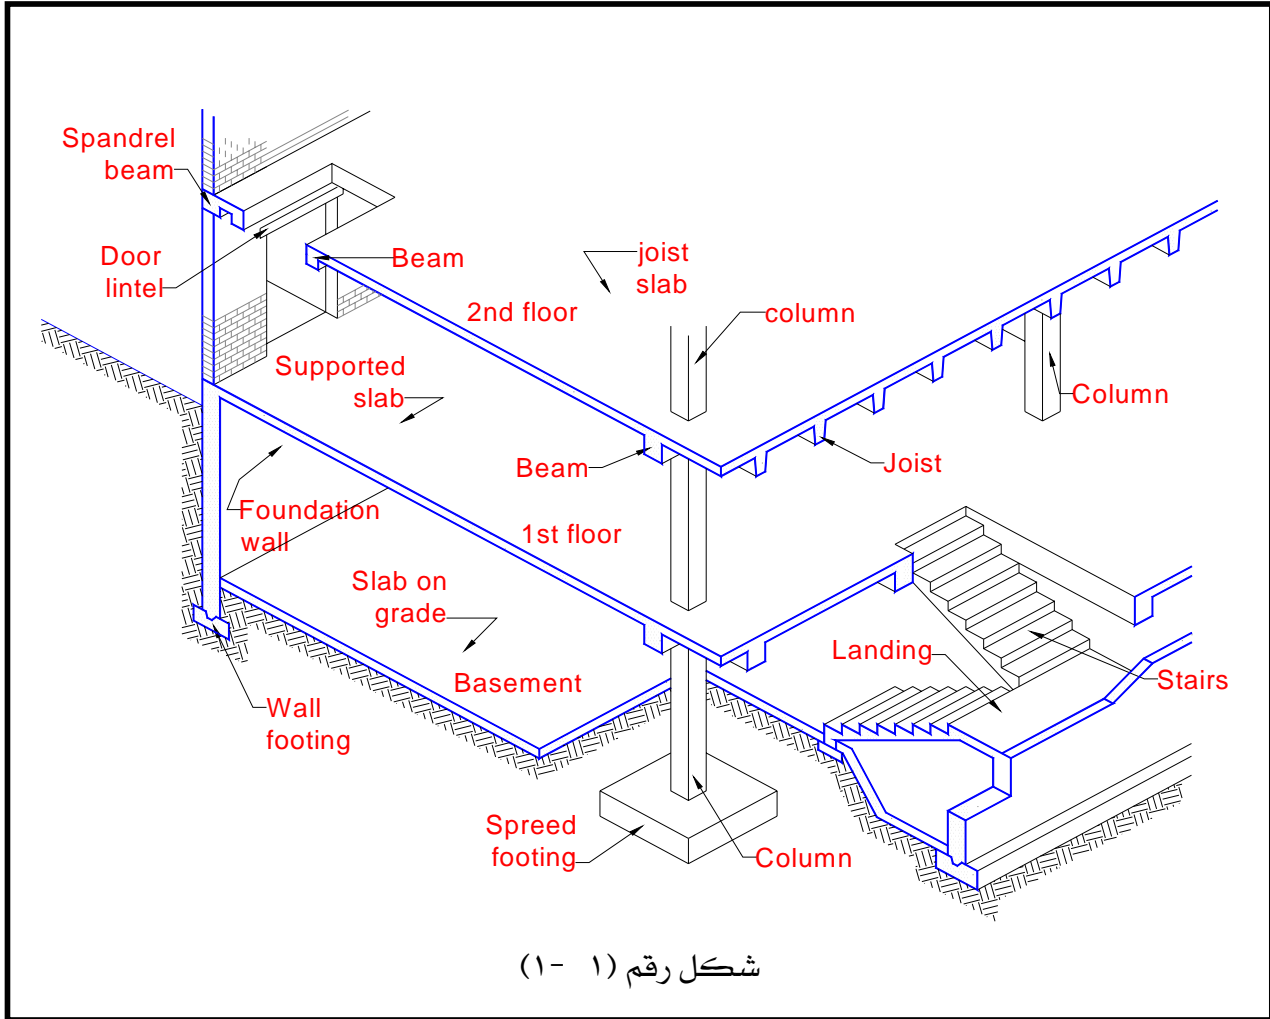 Spandrel
beam
Door
lintel
Beam
joist
slab
2nd floor
column
Supported
slab
Column
Beam
Joist
Foundation
wall
1st floor
Slab on
grade
Landing
Basement
Stairs
Wall
footing
Spreed
footing
Column
شكل رقم (١ -١)